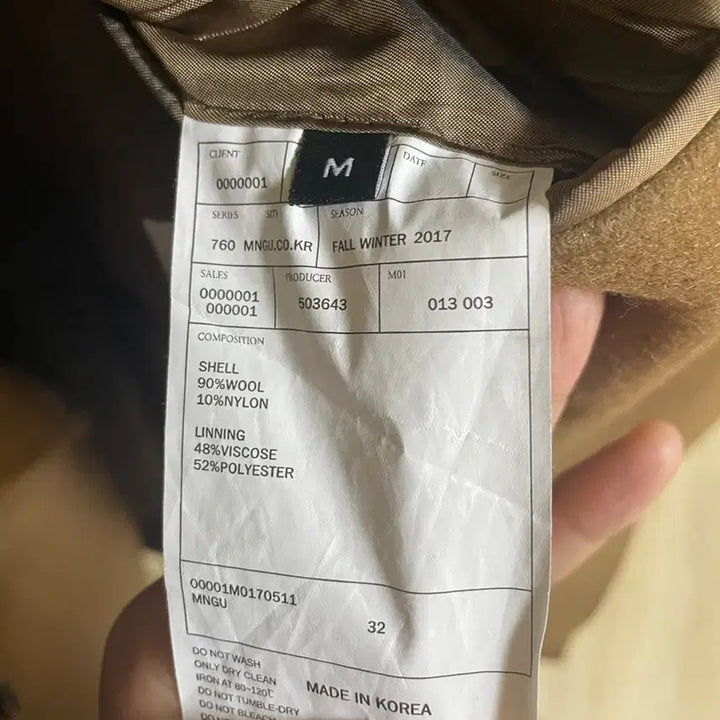 CLIENT
0000001
M
DATE
SIZE
SERIES
SEASON
760 MNGU.CO.KR
FALL WINTER 2017
SALES
PRODUCER
M01
0000001
000001
503643
013 003
COMPOSITION
SHELL
90%WOOL
10%NYLON
LINNING
48%VISCOSE
52%POLYESTER
00001M0170511
MNGU
32
DO NOT WASH
ONLY DRY CLEAN
IRON AT 80-120℃
DO NOT TUMBLE-DRY
DO NOT BLEACH
MADE IN KOREA